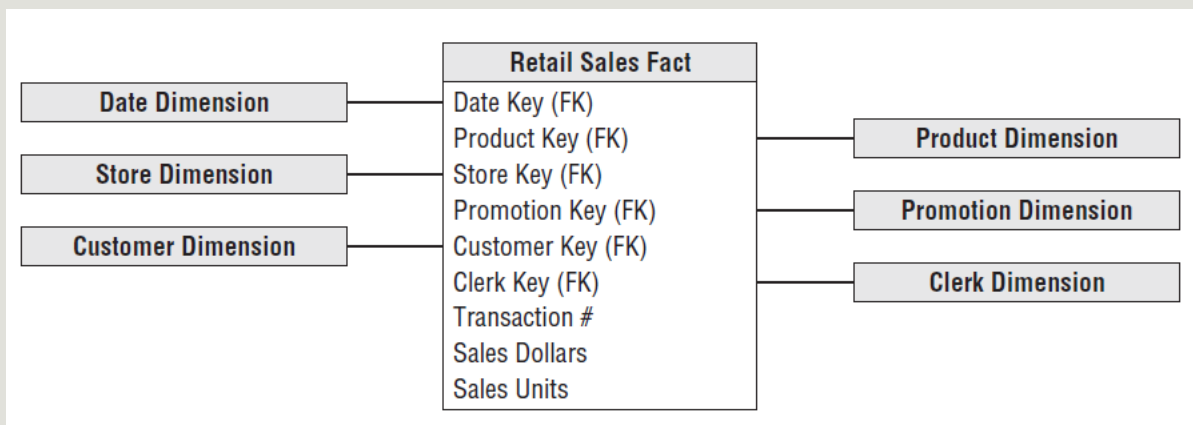 Retail Sales Fact
Date Dimension
Store Dimension
Customer Dimension
Date Key (FK)
Product Key (FK)
Store Key (FK)
Promotion Key (FK)
Customer Key (FK)
Clerk Key (FK)
Transaction #
Sales Dollars
Sales Units
Product Dimension
Promotion Dimension
Clerk Dimension